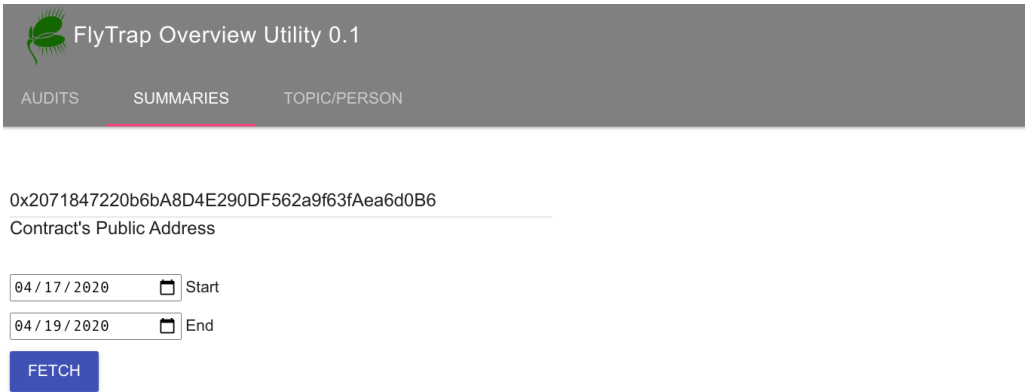 FlyTrap Overview Utility 0.1
AUDITS SUMMARIES TOPIC/PERSON
0x2071847220b6bA8D4E290DF562a9f63fAea6d0B6
Contract's Public Address
04/17/2020 Start
04/19/2020 End
FETCH